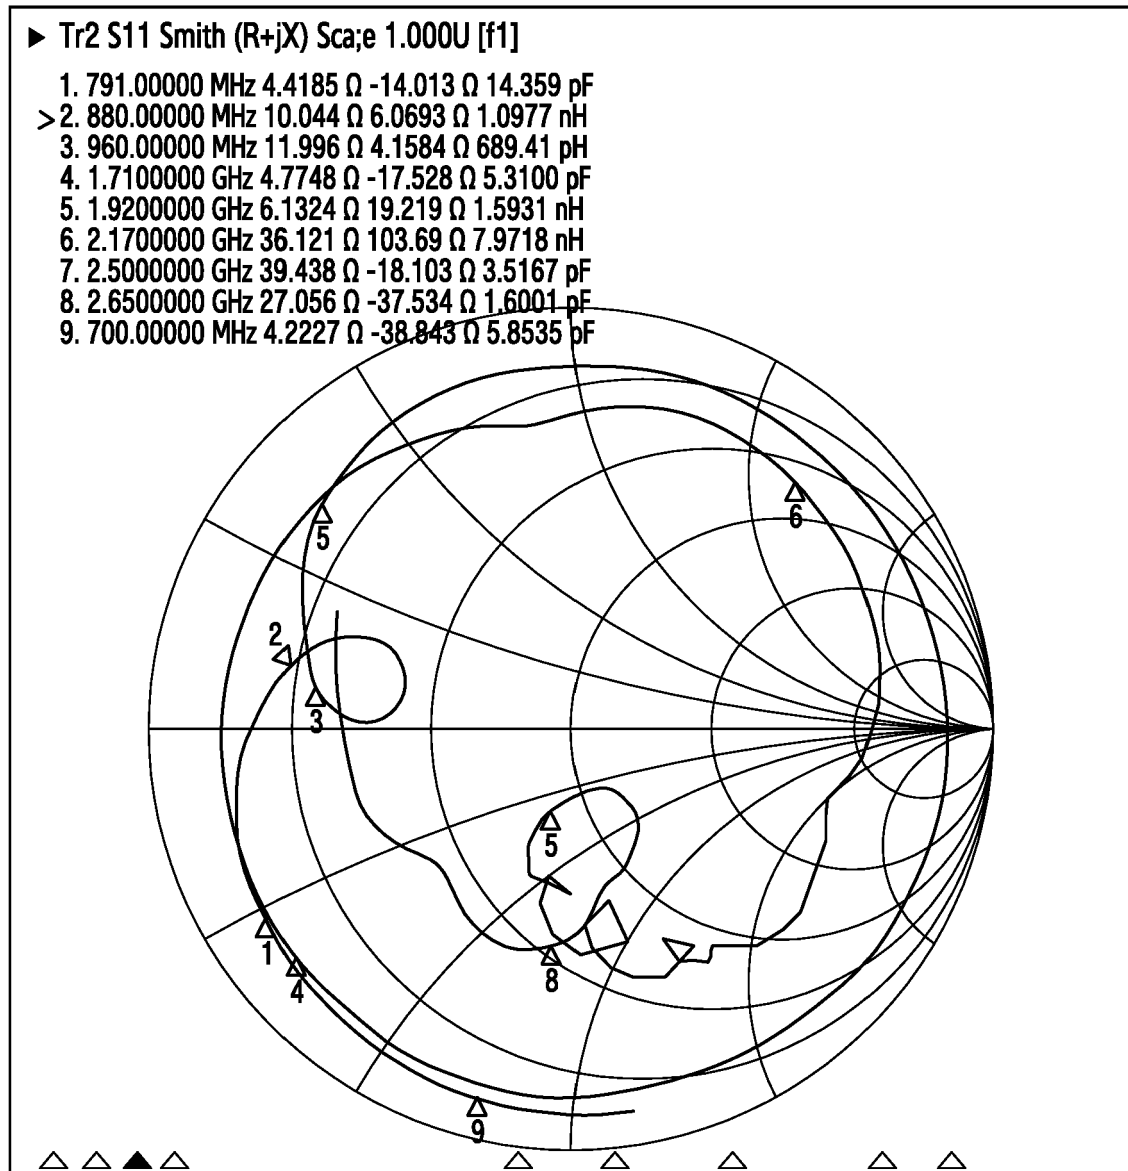 ► Tr2 S11 Smith (R+jX) Sca;e 1.000U [f1]
1. 791.00000 MHz 4.4185 Ω -14.013 Ω 14.359 pF
>2. 880.00000 MHz 10.044 Ω 6.0693 Ω 1.0977 nH
3. 960.00000 MHz 11.996 Ω 4.1584 Ω 689.41 pH
4. 1.7100000 GHz 4.7748 Ω -17.528 Ω 5.3100 pF
5. 1.9200000 GHz 6.1324 Ω 19.219 Ω 1.5931 nH
6. 2.1700000 GHz 36.121 Ω 103.69 Ω 7.9718 nH
7. 2.5000000 GHz 39.438 Ω -18.103 Ω 3.5167 pF
8. 2.6500000 GHz 27.056 Ω -37.534 Ω 1.6001 pF
9. 700.00000 MHz 4.2227 Ω -38.843 Ω 5.8535 pF
5
6
2
3
5
1
8
4
9